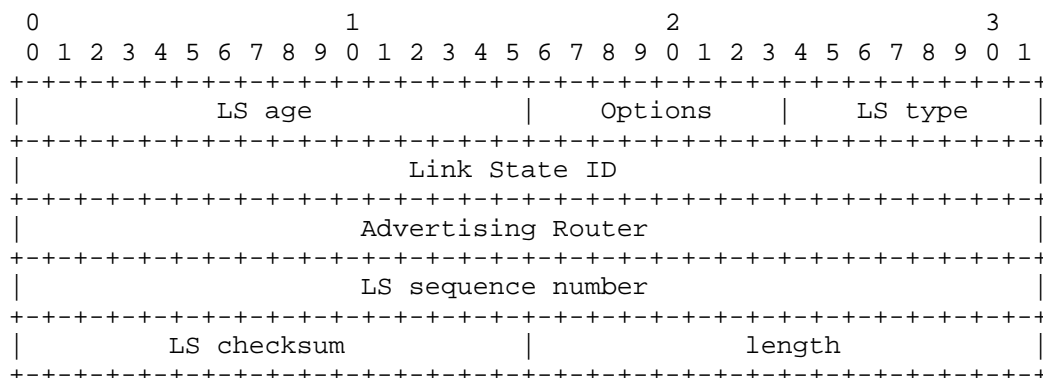 0                   1                   2                   3
0 1 2 3 4 5 6 7 8 9 0 1 2 3 4 5 6 7 8 9 0 1 2 3 4 5 6 7 8 9 0 1
+-+-+-+-+-+-+-+-+-+-+-+-+-+-+-+-+-+-+-+-+-+-+-+-+-+-+-+-+-+-+-+-+
|            LS age             |    Options    |    LS type    |
+-+-+-+-+-+-+-+-+-+-+-+-+-+-+-+-+-+-+-+-+-+-+-+-+-+-+-+-+-+-+-+-+
|                        Link State ID                          |
+-+-+-+-+-+-+-+-+-+-+-+-+-+-+-+-+-+-+-+-+-+-+-+-+-+-+-+-+-+-+-+-+
|                     Advertising Router                        |
+-+-+-+-+-+-+-+-+-+-+-+-+-+-+-+-+-+-+-+-+-+-+-+-+-+-+-+-+-+-+-+-+
|                     LS sequence number                        |
+-+-+-+-+-+-+-+-+-+-+-+-+-+-+-+-+-+-+-+-+-+-+-+-+-+-+-+-+-+-+-+-+
|         LS checksum           |             length            |
+-+-+-+-+-+-+-+-+-+-+-+-+-+-+-+-+-+-+-+-+-+-+-+-+-+-+-+-+-+-+-+-+